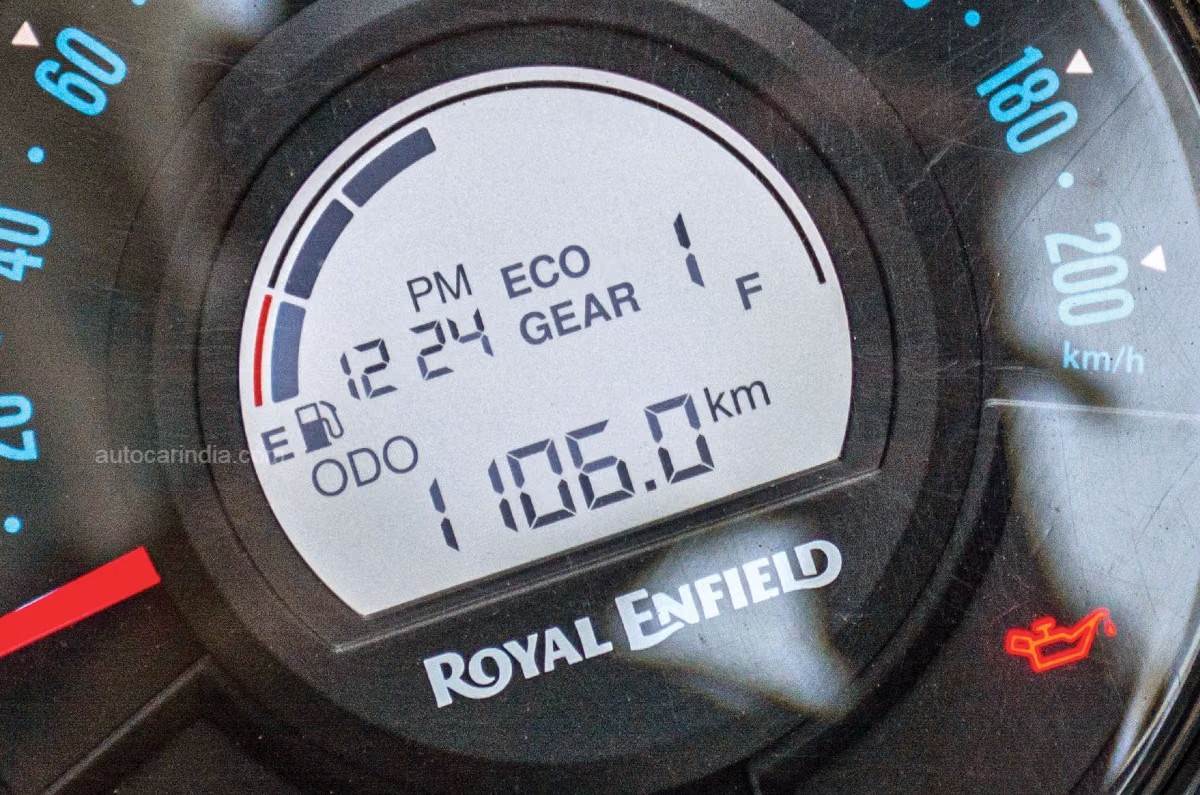 60
180
40
200
PM ECO 1
12 24 GEAR F
km/h
20
E
ODO 1106.0 km
autocarindia.com
ROYAL ENFIELD